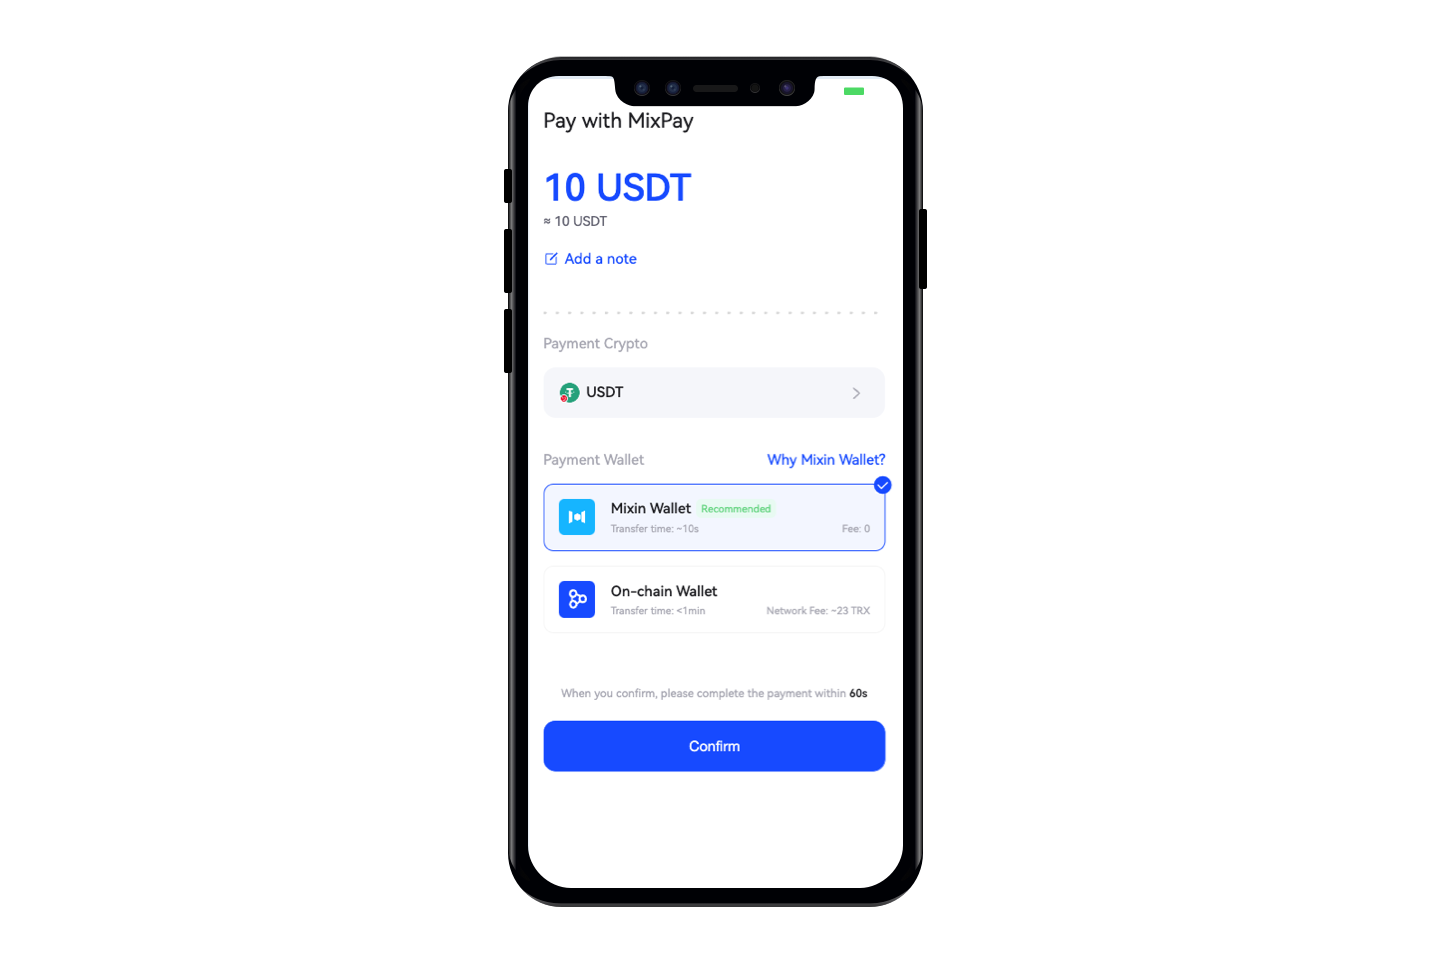 Pay with MixPay
10 USDT
≈ 10 USDT
Add a note
Payment Crypto
USDT
Payment Wallet Why Mixin Wallet?
Mixin Wallet Recommended
Transfer time: ~10s Fee: 0
On-chain Wallet
Transfer time: <1min Network Fee: ~23 TRX
When you confirm, please complete the payment within 60s
Confirm